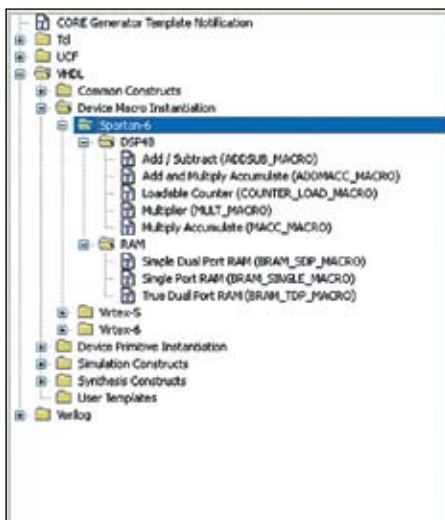 CORE Generator Template Notification
Tcl
UCF
VHDL
Common Constructs
Device Macro Instantiation
Spartan-6
DSP48
Add / Subtract (ADDSUB_MACRO)
Add and Multiply Accumulate (ADDMACC_MACRO)
Loadable Counter (COUNTER_LOAD_MACRO)
Multiplier (MULT_MACRO)
Multiply Accumulate (MACC_MACRO)
RAM
Simple Dual Port RAM (BRAM_SDP_MACRO)
Single Port RAM (BRAM_SINGLE_MACRO)
True Dual Port RAM (BRAM_TDP_MACRO)
Virtex-5
Virtex-6
Device Primitive Instantiation
Simulation Constructs
Synthesis Constructs
User Templates
Verilog